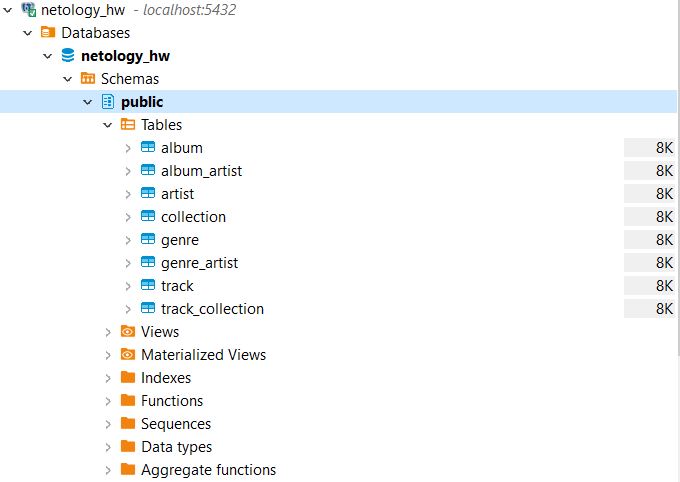 netology_hw - localhost:5432
Databases
netology_hw
Schemas
public
Tables
album 8K
album_artist 8K
artist 8K
collection 8K
genre 8K
genre_artist 8K
track 8K
track_collection 8K
Views
Materialized Views
Indexes
Functions
Sequences
Data types
Aggregate functions